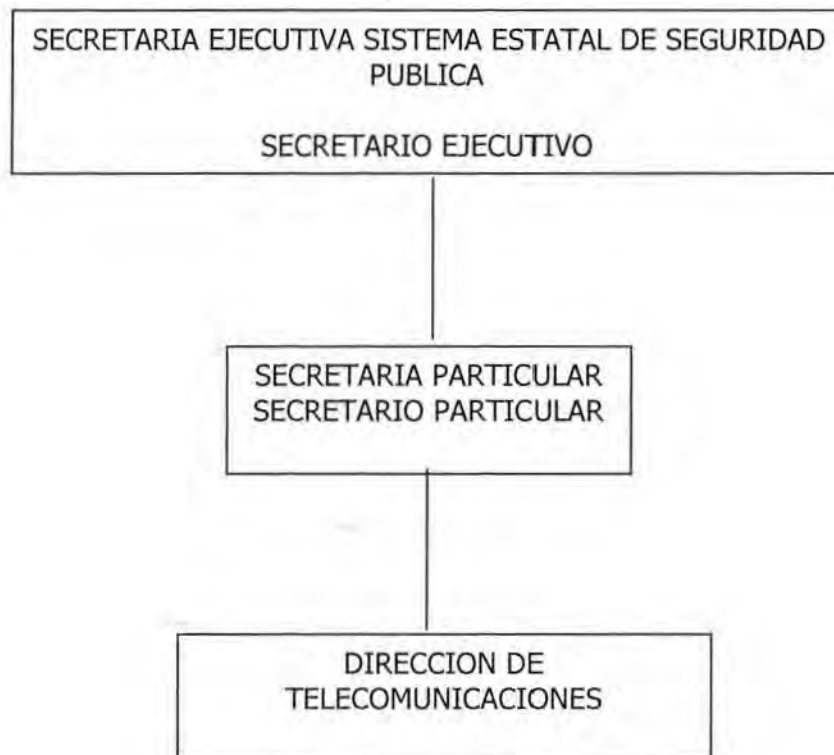 SECRETARIA EJECUTIVA SISTEMA ESTATAL DE SEGURIDAD
PUBLICA
SECRETARIO EJECUTIVO
SECRETARIA PARTICULAR
SECRETARIO PARTICULAR
DIRECCION DE
TELECOMUNICACIONES